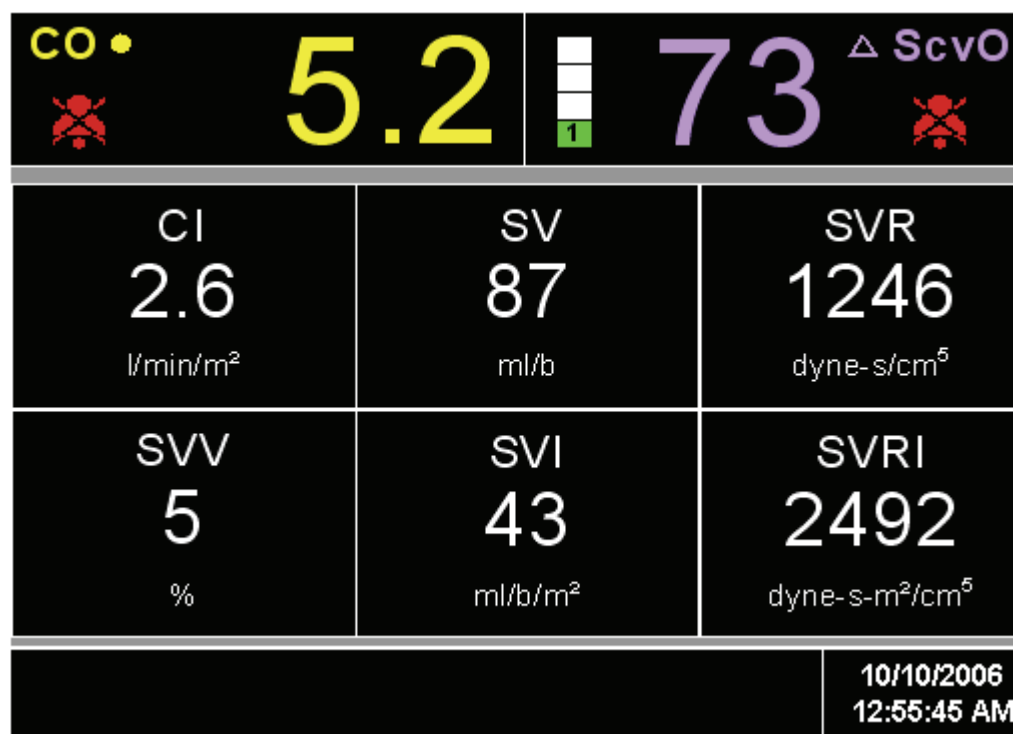 CO 5.2 1 73 △ ScvO
CI SV SVR
2.6 87 1246
l/min/m² ml/b dyne-s/cm⁵
SVV SVI SVRI
5 43 2492
% ml/b/m² dyne-s-m²/cm⁵
10/10/2006
12:55:45 AM